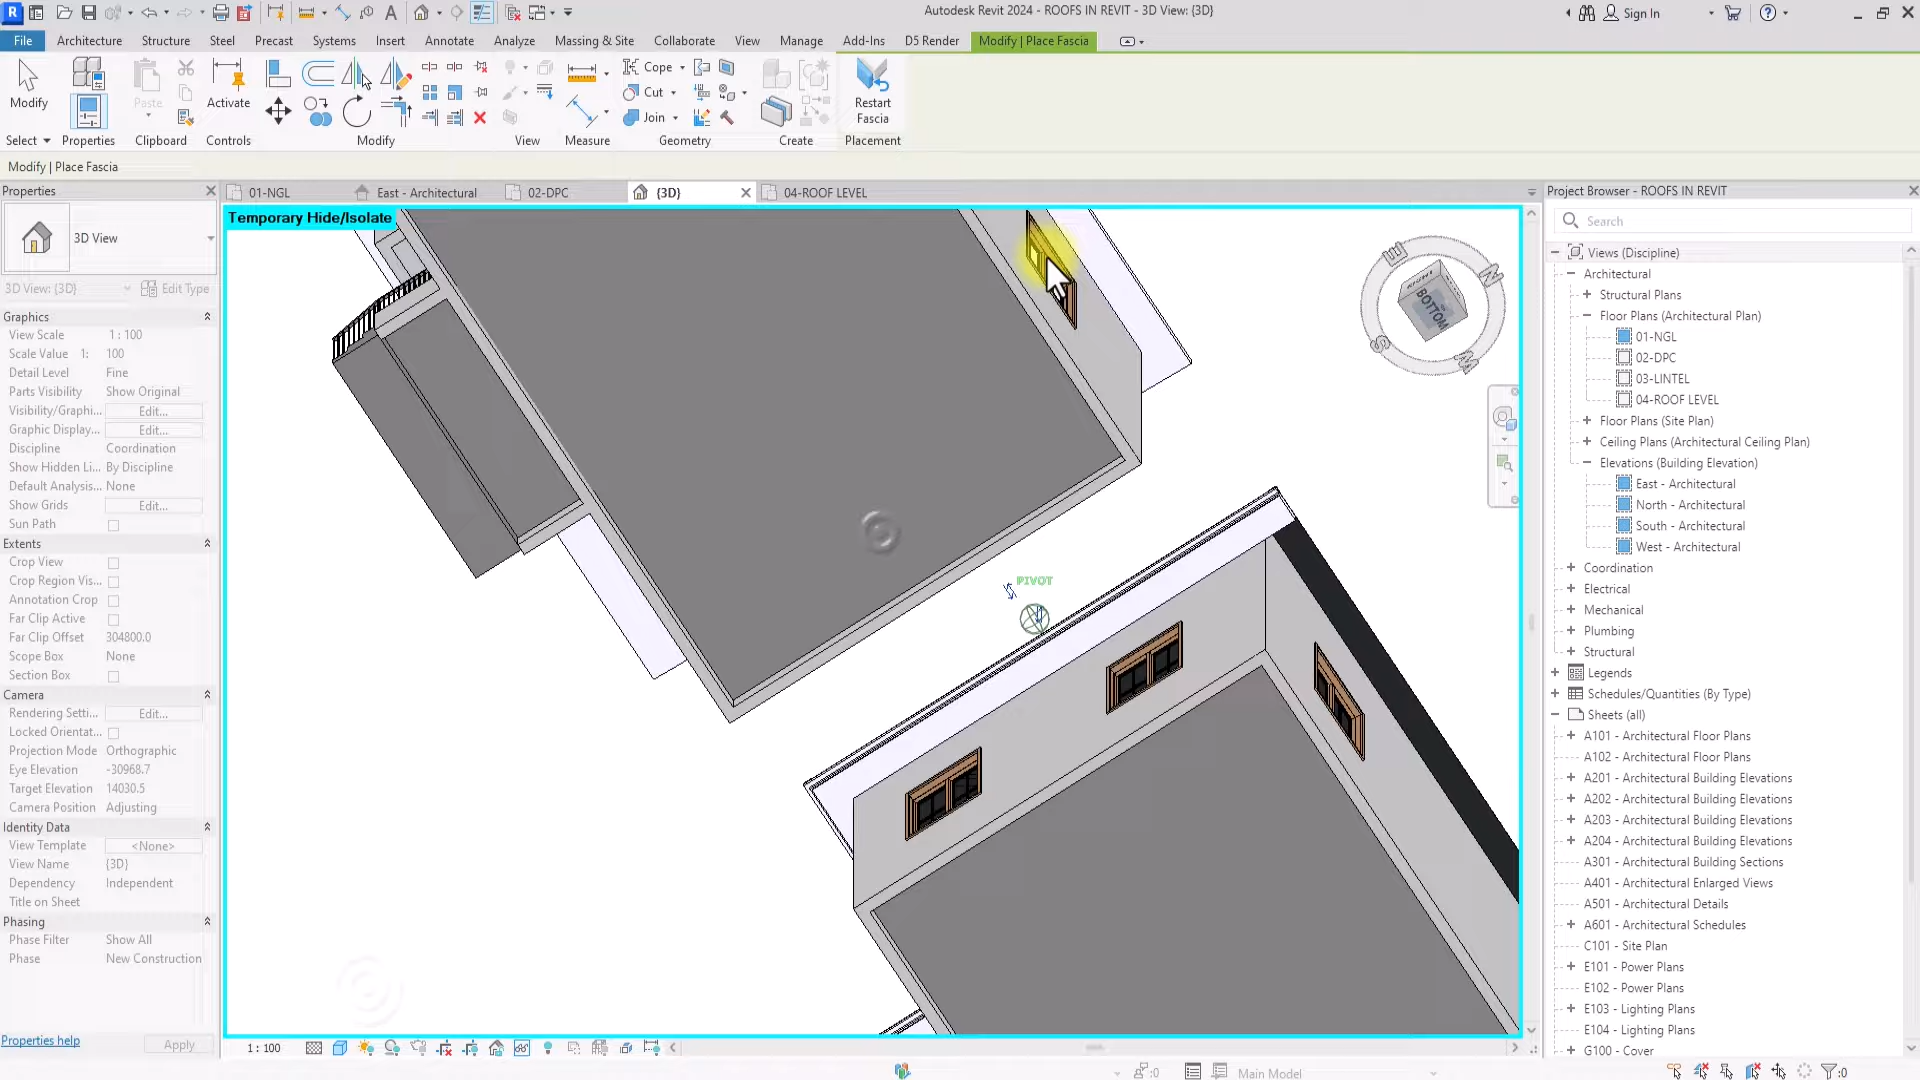 Autodesk Revit 2024 - ROOFS IN REVIT - 3D View: {3D}
Sign In
File Architecture Structure Steel Precast Systems Insert Annotate Analyze Massing & Site Collaborate View Manage Add-Ins D5 Render Modify | Place Fascia
Modify
Paste
Activate
Cope
Cut
Join
Restart
Fascia
Select Properties Clipboard Controls Modify View Measure Geometry Create Placement
Modify | Place Fascia
Properties
01-NGL East - Architectural 02-DPC {3D} 04-ROOF LEVEL
Project Browser - ROOFS IN REVIT
Temporary Hide/Isolate
3D View
3D View: {3D} Edit Type
Graphics
View Scale 1 : 100
Scale Value 1: 100
Detail Level Fine
Parts Visibility Show Original
Visibility/Graphi... Edit...
Graphic Display... Edit...
Discipline Coordination
Show Hidden Li... By Discipline
Default Analysis... None
Show Grids Edit...
Sun Path
Extents
Crop View
Crop Region Vis...
Annotation Crop
Far Clip Active
Far Clip Offset 304800.0
Scope Box None
Section Box
Camera
Rendering Setti... Edit...
Locked Orientat...
Projection Mode Orthographic
Eye Elevation -30968.7
Target Elevation 14030.5
Camera Position Adjusting
Identity Data
View Template <None>
View Name {3D}
Dependency Independent
Title on Sheet
Phasing
Phase Filter Show All
Phase New Construction
Properties help
Apply
PIVOT
BOTTOM
E
N
S
W
Search
Views (Discipline)
Architectural
Structural Plans
Floor Plans (Architectural Plan)
01-NGL
02-DPC
03-LINTEL
04-ROOF LEVEL
Floor Plans (Site Plan)
Ceiling Plans (Architectural Ceiling Plan)
Elevations (Building Elevation)
East - Architectural
North - Architectural
South - Architectural
West - Architectural
Coordination
Electrical
Mechanical
Plumbing
Structural
Legends
Schedules/Quantities (By Type)
Sheets (all)
A101 - Architectural Floor Plans
A102 - Architectural Floor Plans
A201 - Architectural Building Elevations
A202 - Architectural Building Elevations
A203 - Architectural Building Elevations
A204 - Architectural Building Elevations
A301 - Architectural Building Sections
A401 - Architectural Enlarged Views
A501 - Architectural Details
A601 - Architectural Schedules
C101 - Site Plan
E101 - Power Plans
E102 - Power Plans
E103 - Lighting Plans
E104 - Lighting Plans
G100 - Cover
1 : 100
:0
Main Model
:0